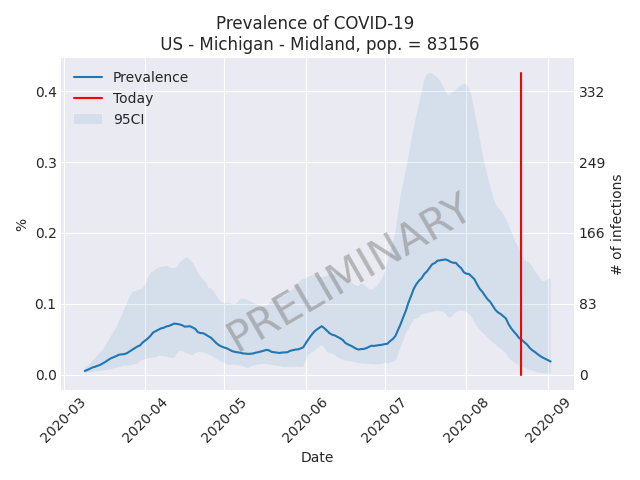 Prevalence of COVID-19
US - Michigan - Midland, pop. = 83156
Prevalence
Today
95CI
PRELIMINARY
%
0.4
0.3
0.2
0.1
0.0
332
249
166
83
0
# of infections
2020-03
2020-04
2020-05
2020-06
2020-07
2020-08
2020-09
Date